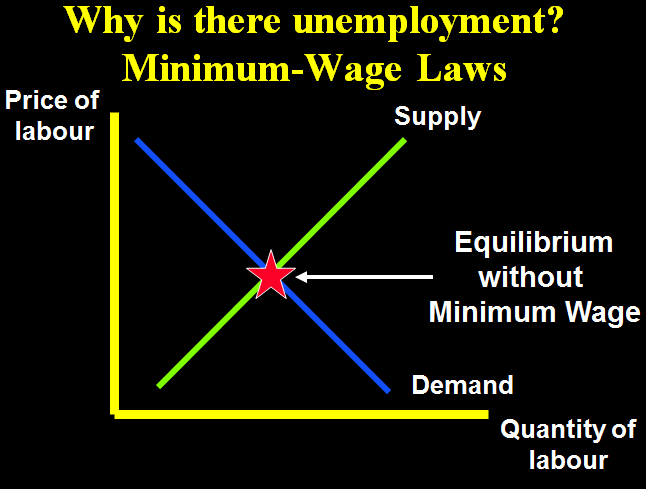 Why is there unemployment?
Minimum-Wage Laws
Price of
labour
Supply
Equilibrium
without
Minimum Wage
Demand
Quantity of
labour